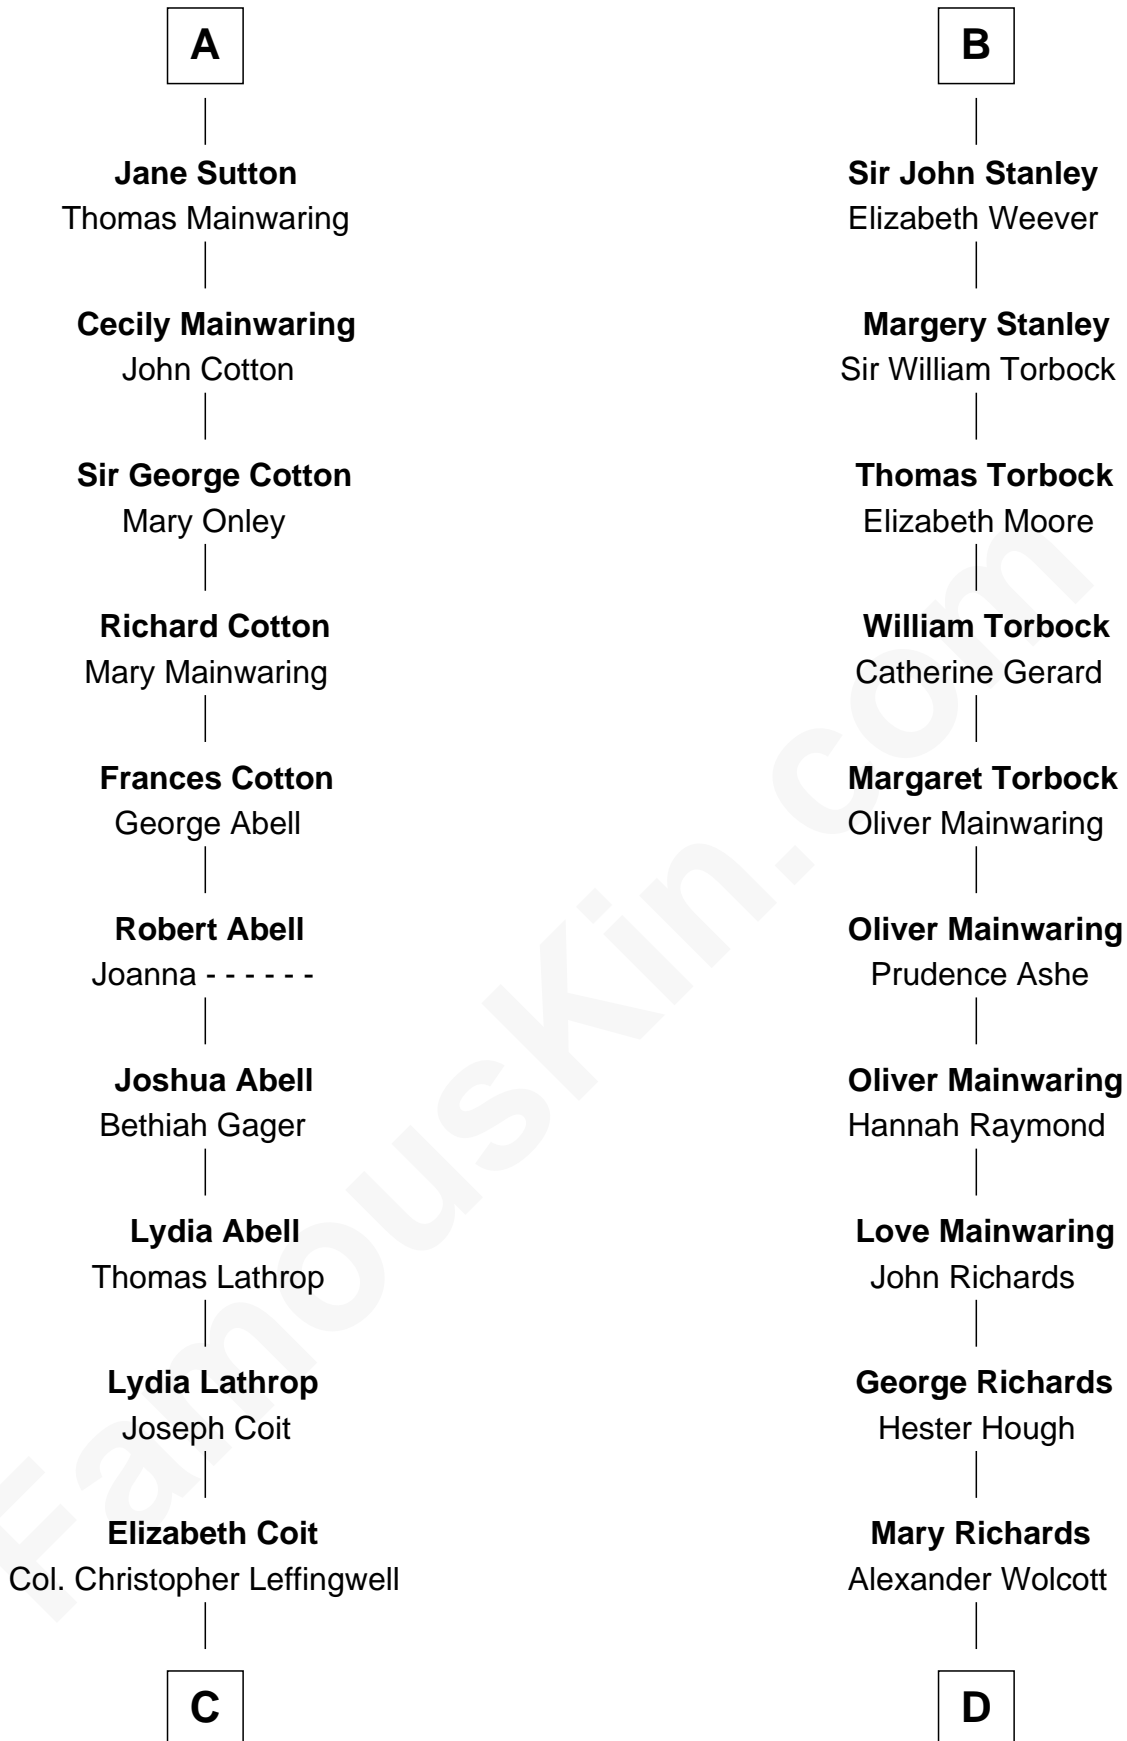 A
Jane Sutton
Thomas Mainwaring
Cecily Mainwaring
John Cotton
Sir George Cotton
Mary Onley
Richard Cotton
Mary Mainwaring
Frances Cotton
George Abell
Robert Abell
Joanna - - - - - -
Joshua Abell
Bethiah Gager
Lydia Abell
Thomas Lathrop
Lydia Lathrop
Joseph Coit
Elizabeth Coit
Col. Christopher Leffingwell
C
B
Sir John Stanley
Elizabeth Weever
Margery Stanley
Sir William Torbock
Thomas Torbock
Elizabeth Moore
William Torbock
Catherine Gerard
Margaret Torbock
Oliver Mainwaring
Oliver Mainwaring
Prudence Ashe
Oliver Mainwaring
Hannah Raymond
Love Mainwaring
John Richards
George Richards
Hester Hough
Mary Richards
Alexander Wolcott
D
FamousKin.com